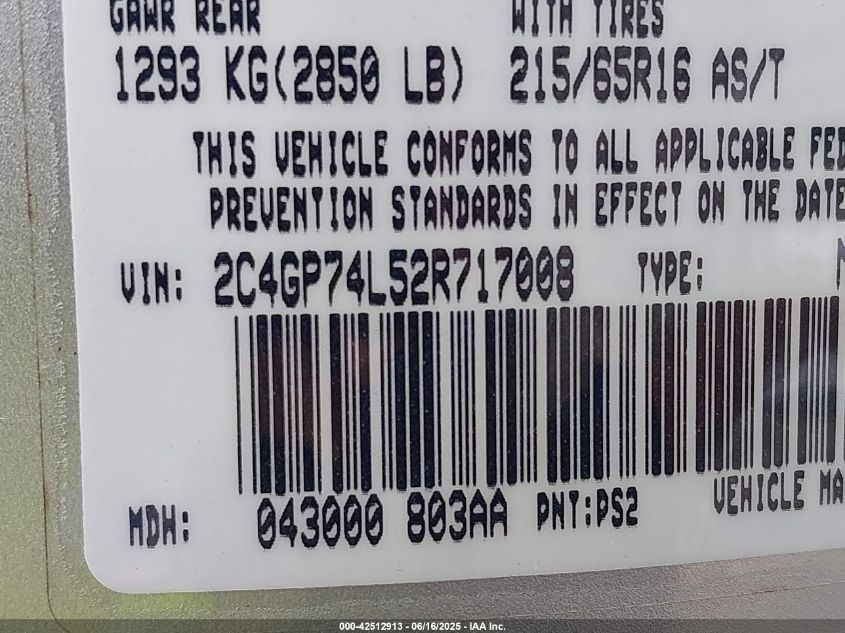 GAWR REAR WITH TIRES
1293 KG(2850 LB) 215/65R16 AS/T
THIS VEHICLE CONFORMS TO ALL APPLICABLE FED
PREVENTION STANDARDS IN EFFECT ON THE DATE
VIN: 2C4GP74L52R717008 TYPE:
MDH: 043000 803AA PNT:PS2 VEHICLE MA
000-42512913 - 06/16/2025 - IAA Inc.